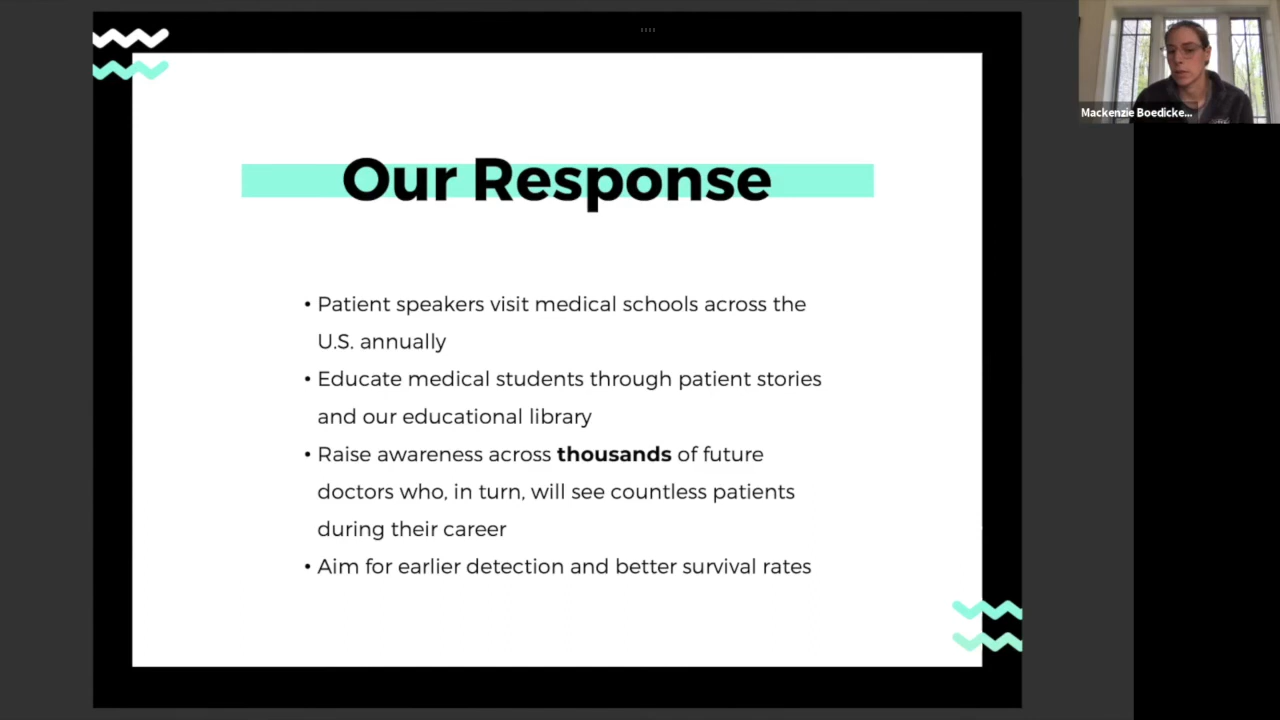 Our Response
• Patient speakers visit medical schools across the
U.S. annually
• Educate medical students through patient stories
and our educational library
• Raise awareness across thousands of future
doctors who, in turn, will see countless patients
during their career
• Aim for earlier detection and better survival rates
Mackenzie Boedicke...